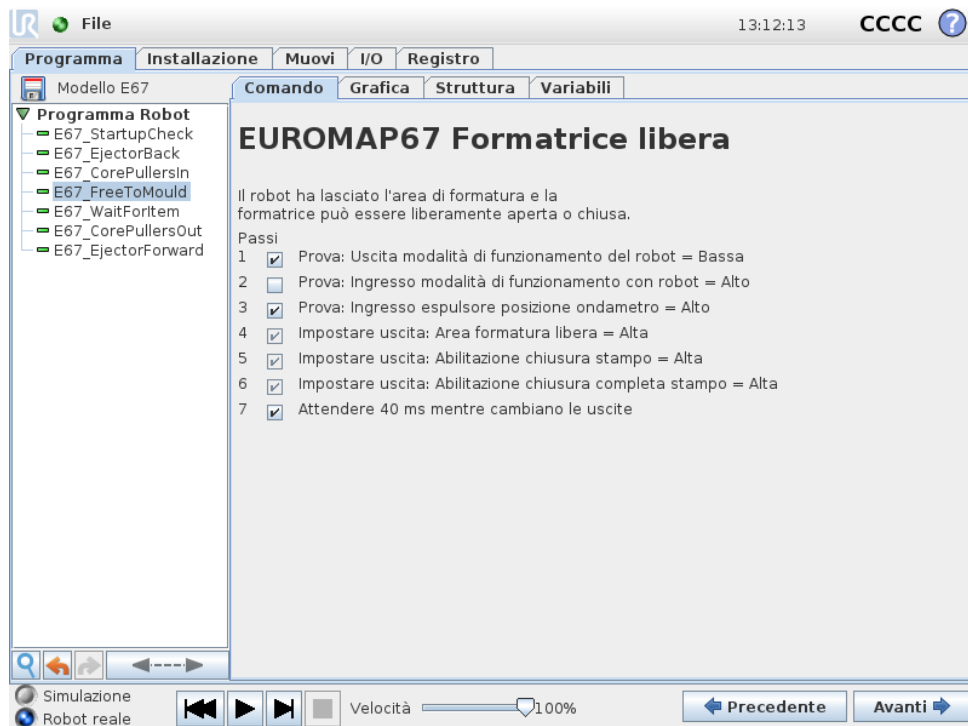 UR File 13:12:13 CCCC ?
Programma Installazione Muovi I/O Registro
Modello E67
Comando Grafica Struttura Variabili
Programma Robot
E67_StartupCheck
E67_EjectorBack
E67_CorePullersIn
E67_FreeToMould
E67_WaitForItem
E67_CorePullersOut
E67_EjectorForward
EUROMAP67 Formatrice libera
Il robot ha lasciato l'area di formatura e la
formatrice può essere liberamente aperta o chiusa.
Passi
1 Prova: Uscita modalità di funzionamento del robot = Bassa
2 Prova: Ingresso modalità di funzionamento con robot = Alto
3 Prova: Ingresso espulsore posizione ondametro = Alto
4 Impostare uscita: Area formatura libera = Alta
5 Impostare uscita: Abilitazione chiusura stampo = Alta
6 Impostare uscita: Abilitazione chiusura completa stampo = Alta
7 Attendere 40 ms mentre cambiano le uscite
Simulazione
Robot reale
Velocità 100%
Precedente Avanti